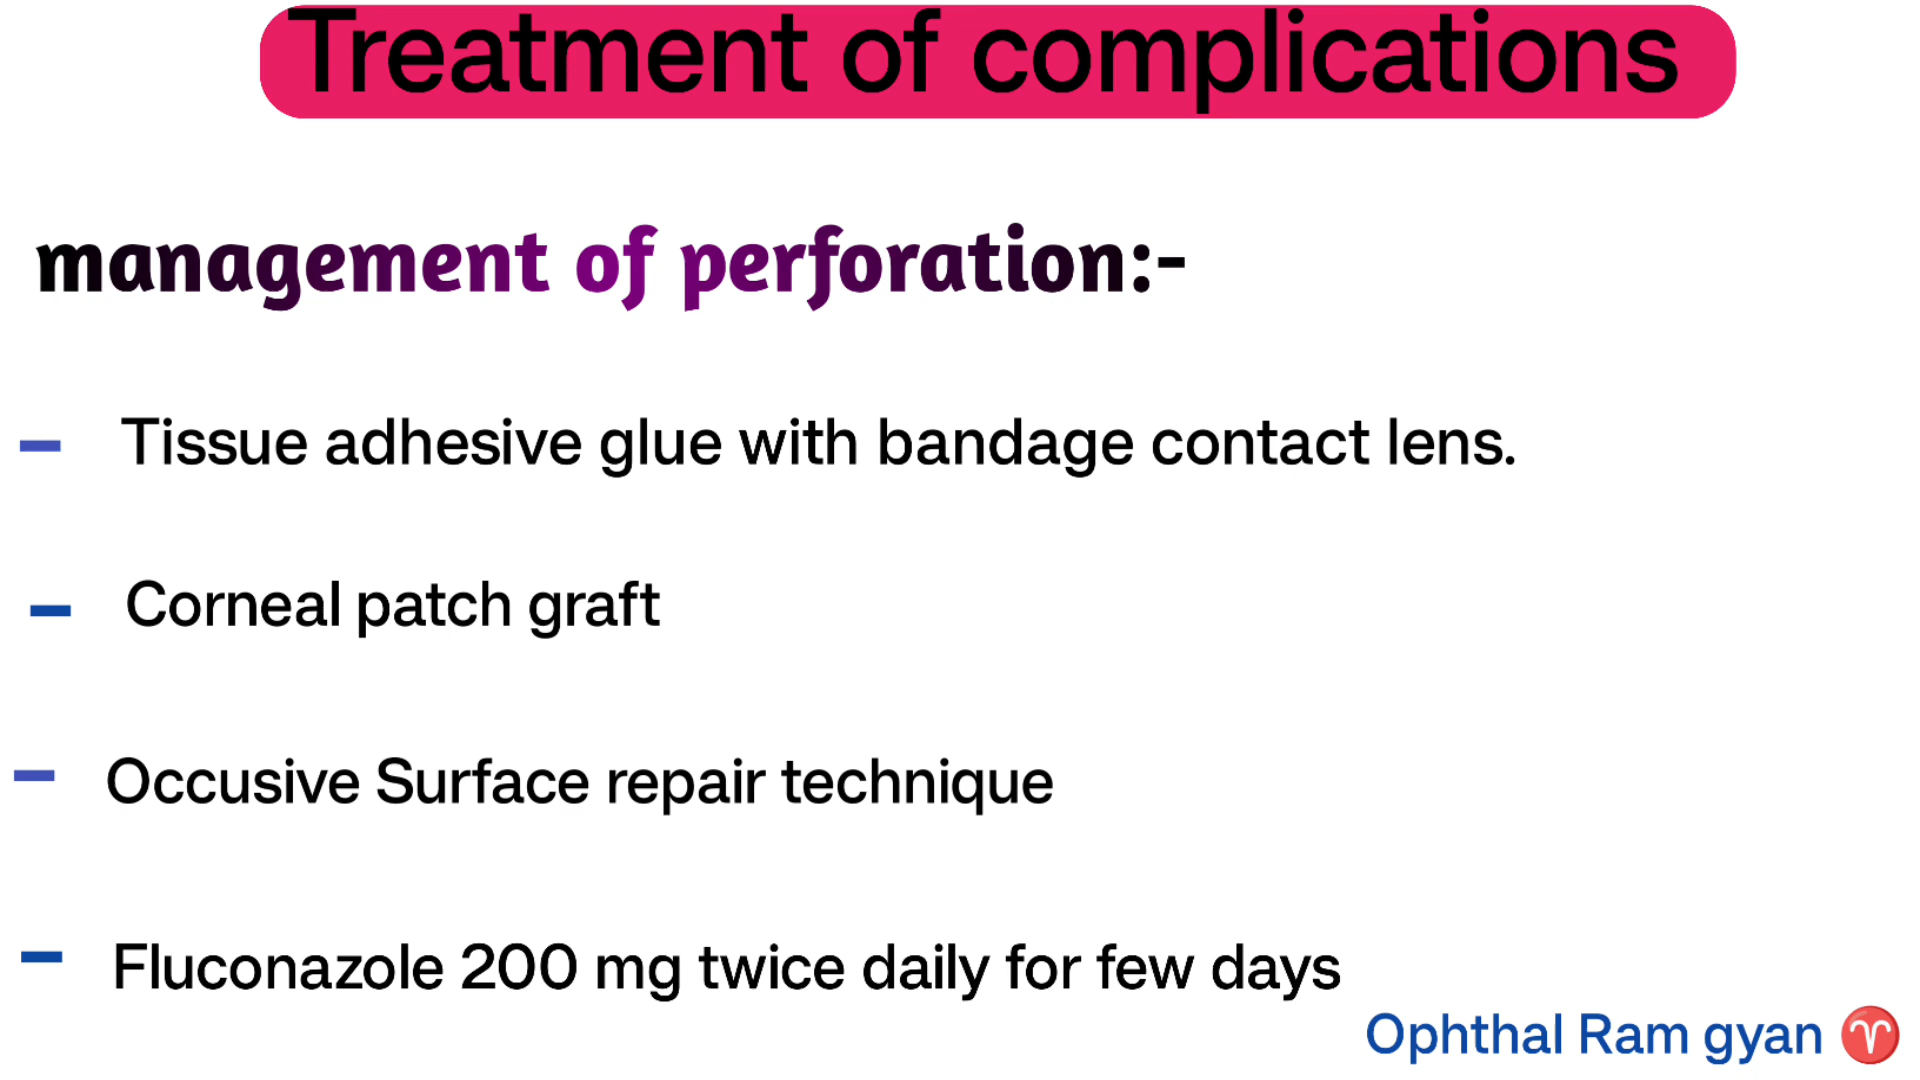 Treatment of complications
management of perforation:-
– Tissue adhesive glue with bandage contact lens.
– Corneal patch graft
– Occusive Surface repair technique
– Fluconazole 200 mg twice daily for few days
Ophthal Ram gyan ♈